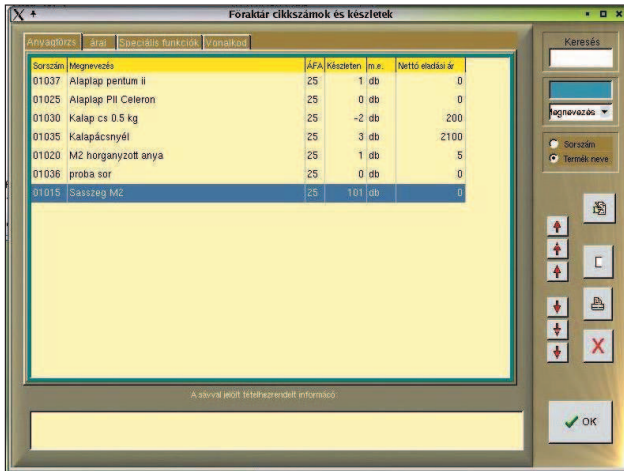 Foraktár cikkszámok és készletek
Anyagtörzs árai Speciális funkciók Vonalkod
Sorszám Megnevezés ÁFA Készleten m.e. Nettó eladási ár
01037 Alaplap pentum ii 25 1 db 0
01025 Alaplap PII Celeron 25 0 db 0
01030 Kalap cs 0.5 kg 25 -2 db 200
01035 Kalapácsnyél 25 3 db 2100
01020 M2 horganyzott anya 25 1 db 5
01036 proba sor 25 0 db 0
01015 Sasszeg M2 25 101 db 0
A sávval jelölt tételhezrendelt információ
Keresés
Megnevezés
Sorszám
Termék neve
OK